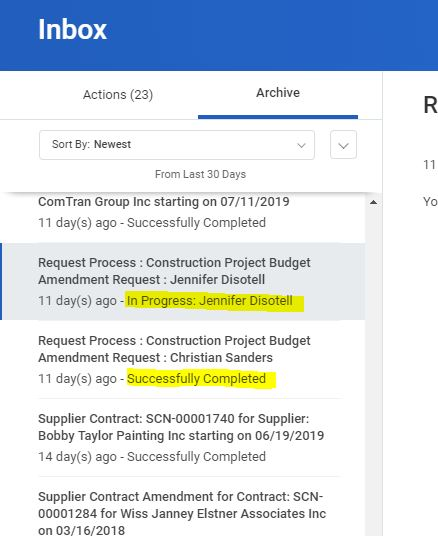 Inbox
Actions (23)
Archive
Sort By: Newest
From Last 30 Days
ComTran Group Inc starting on 07/11/2019
11 day(s) ago - Successfully Completed
Request Process : Construction Project Budget
Amendment Request : Jennifer Disotell
11 day(s) ago - In Progress: Jennifer Disotell
Request Process : Construction Project Budget
Amendment Request : Christian Sanders
11 day(s) ago - Successfully Completed
Supplier Contract: SCN-00001740 for Supplier:
Bobby Taylor Painting Inc starting on 06/19/2019
14 day(s) ago - Successfully Completed
Supplier Contract Amendment for Contract: SCN-
00001284 for Wiss Janney Elstner Associates Inc
on 03/16/2018
R
11
Yo